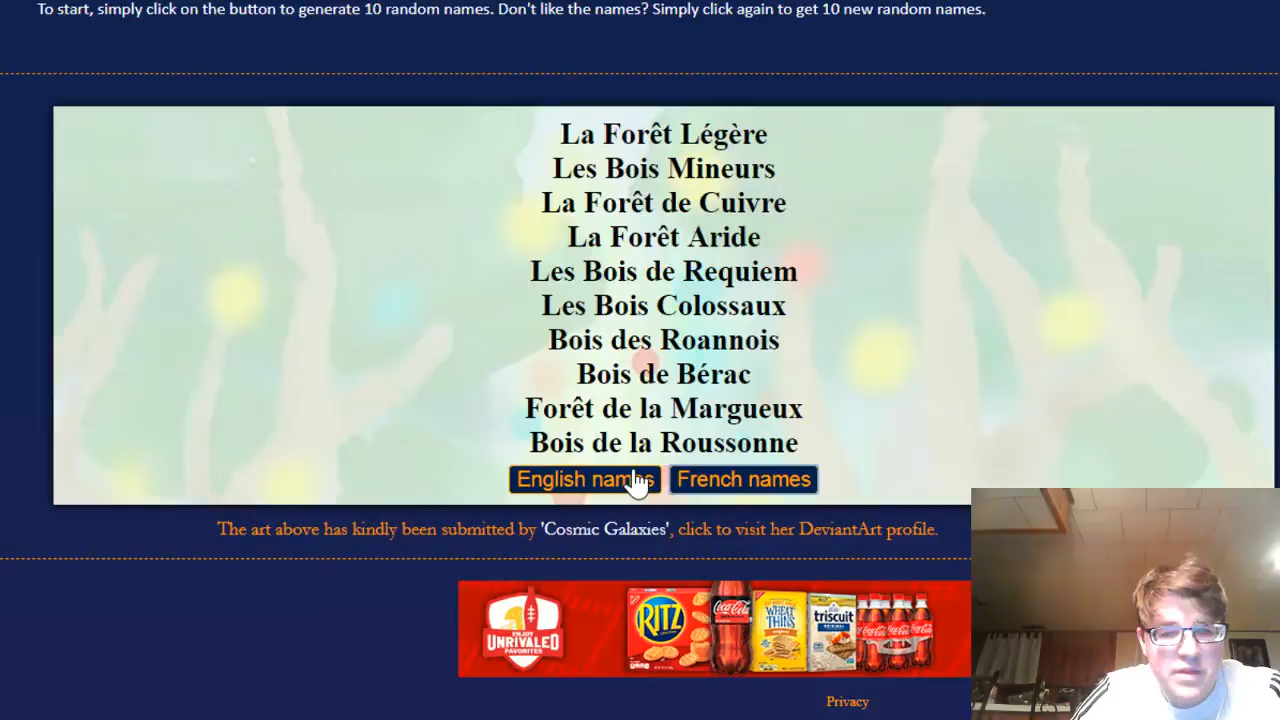 To start, simply click on the button to generate 10 random names. Don't like the names? Simply click again to get 10 new random names.
La Forêt Légère
Les Bois Mineurs
La Forêt de Cuivre
La Forêt Aride
Les Bois de Requiem
Les Bois Colossaux
Bois des Roannois
Bois de Bérac
Forêt de la Margueux
Bois de la Roussonne
English names French names
The art above has kindly been submitted by 'Cosmic Galaxies', click to visit her DeviantArt profile.
ENJOY
UNRIVALED
FAVORITES
RITZ
Coca-Cola
WHEAT
THINS
triscuit
Privacy